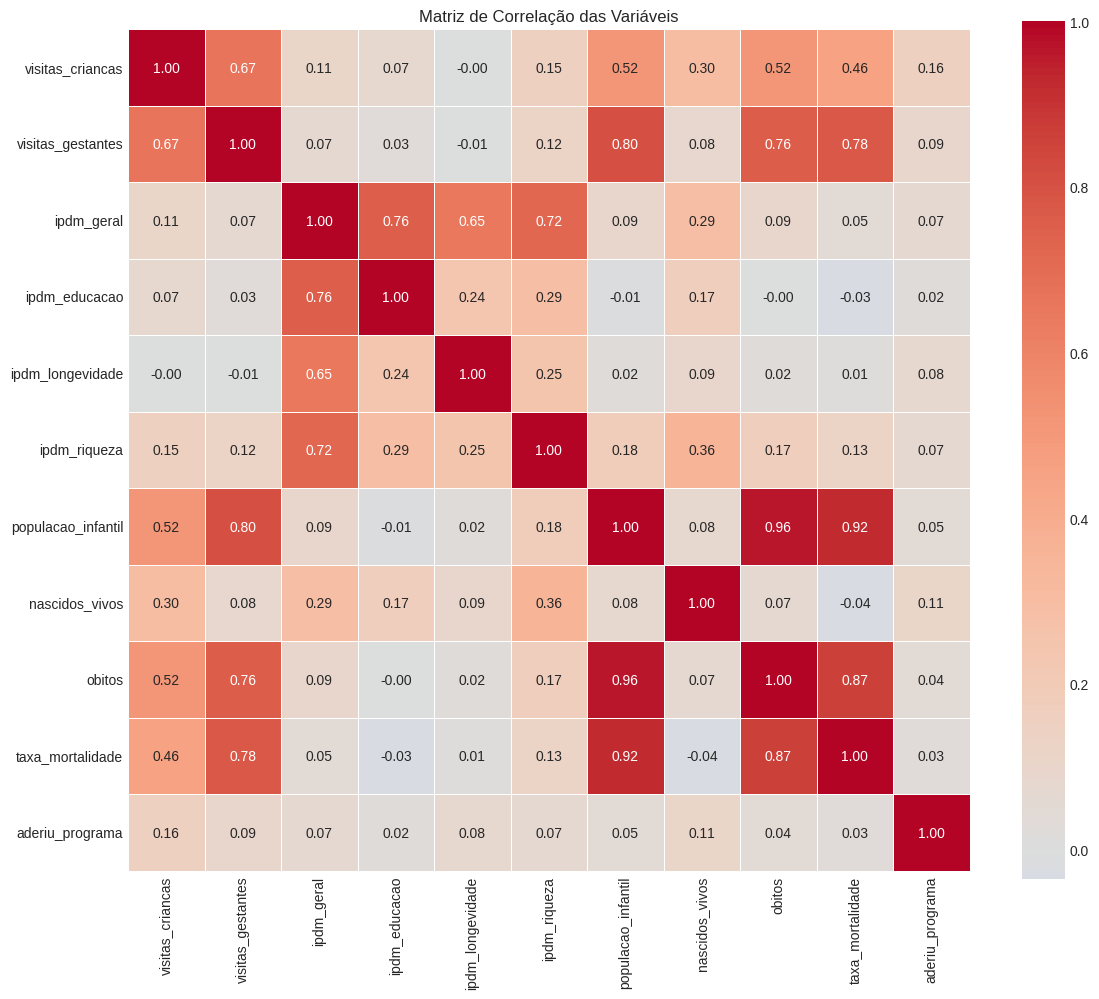 Matriz de Correlação das Variáveis
visitas_criancas 1.00 0.67 0.11 0.07 -0.00 0.15 0.52 0.30 0.52 0.46 0.16
visitas_gestantes 0.67 1.00 0.07 0.03 -0.01 0.12 0.80 0.08 0.76 0.78 0.09
ipdm_geral 0.11 0.07 1.00 0.76 0.65 0.72 0.09 0.29 0.09 0.05 0.07
ipdm_educacao 0.07 0.03 0.76 1.00 0.24 0.29 -0.01 0.17 -0.00 -0.03 0.02
ipdm_longevidade -0.00 -0.01 0.65 0.24 1.00 0.25 0.02 0.09 0.02 0.01 0.08
ipdm_riqueza 0.15 0.12 0.72 0.29 0.25 1.00 0.18 0.36 0.17 0.13 0.07
populacao_infantil 0.52 0.80 0.09 -0.01 0.02 0.18 1.00 0.08 0.96 0.92 0.05
nascidos_vivos 0.30 0.08 0.29 0.17 0.09 0.36 0.08 1.00 0.07 -0.04 0.11
obitos 0.52 0.76 0.09 -0.00 0.02 0.17 0.96 0.07 1.00 0.87 0.04
taxa_mortalidade 0.46 0.78 0.05 -0.03 0.01 0.13 0.92 -0.04 0.87 1.00 0.03
aderiu_programa 0.16 0.09 0.07 0.02 0.08 0.07 0.05 0.11 0.04 0.03 1.00
visitas_criancas
visitas_gestantes
ipdm_geral
ipdm_educacao
ipdm_longevidade
ipdm_riqueza
populacao_infantil
nascidos_vivos
obitos
taxa_mortalidade
aderiu_programa
1.0
0.8
0.6
0.4
0.2
0.0